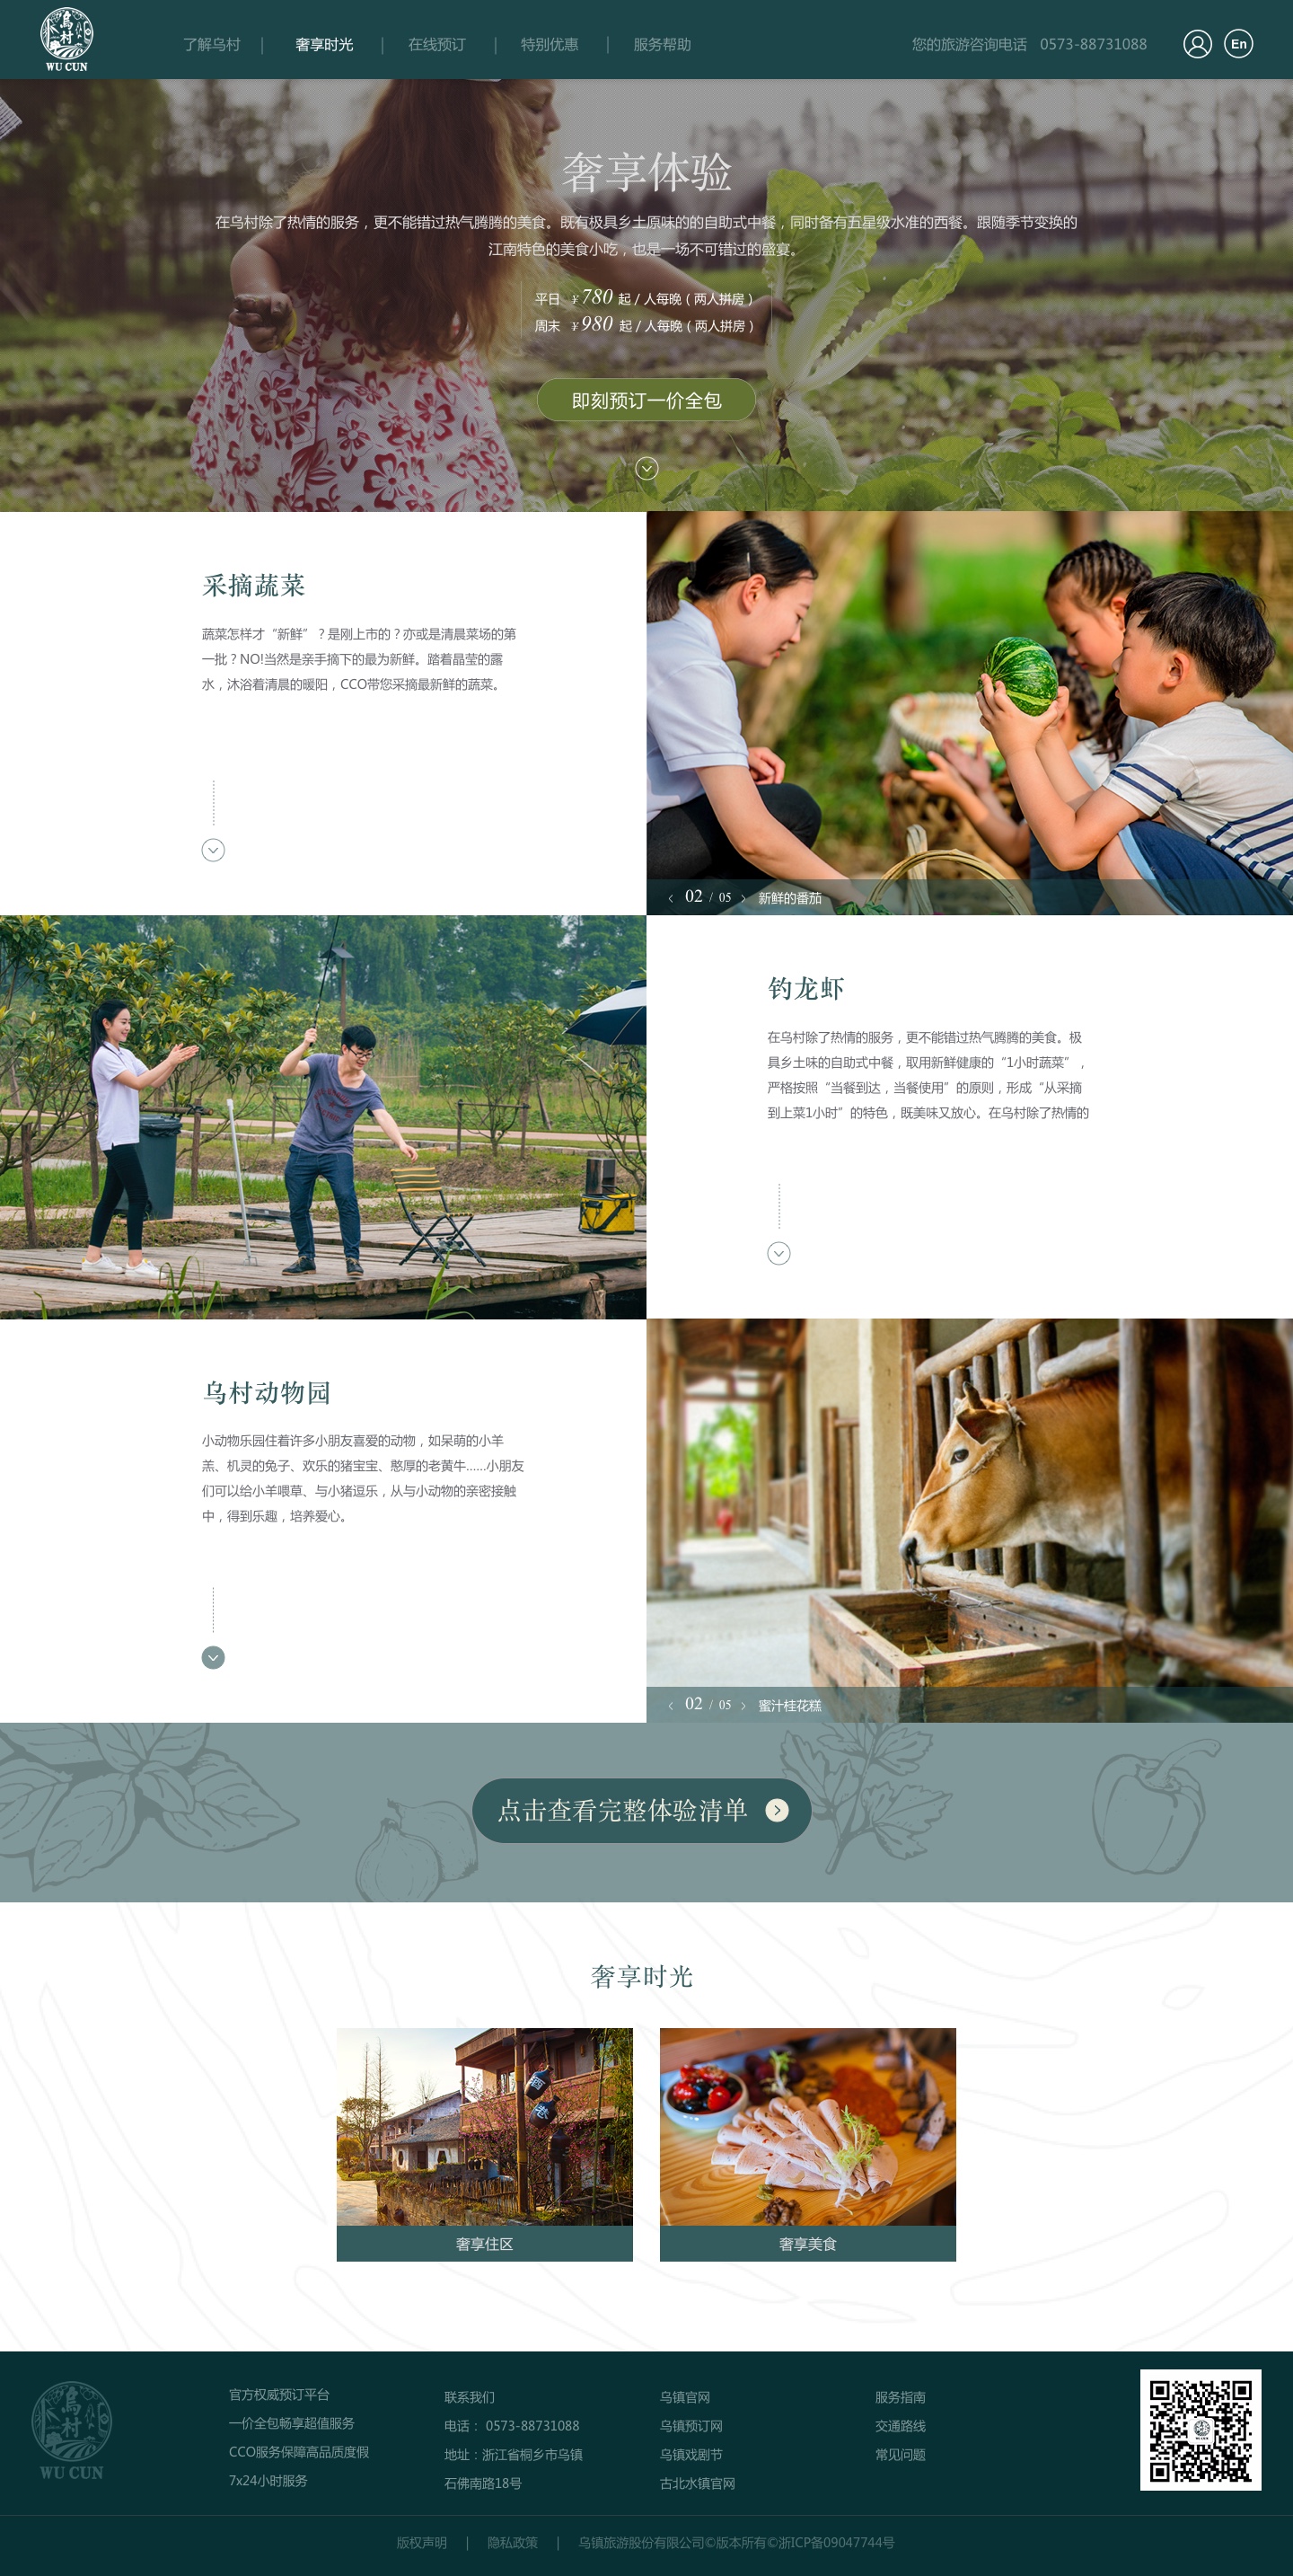 烏村
WU CUN
了解乌村 | 奢享时光 | 在线预订 | 特别优惠 | 服务帮助
您的旅游咨询电话 0573-88731088
En
奢享体验
在乌村除了热情的服务，更不能错过热气腾腾的美食。既有极具乡土原味的的自助式中餐，同时备有五星级水准的西餐。跟随季节变换的
江南特色的美食小吃，也是一场不可错过的盛宴。
平日 ¥780 起 / 人每晚（两人拼房）
周末 ¥980 起 / 人每晚（两人拼房）
即刻预订一价全包
采摘蔬菜
蔬菜怎样才“新鲜”？是刚上市的？亦或是清晨菜场的第
一批？NO!当然是亲手摘下的最为新鲜。踏着晶莹的露
水，沐浴着清晨的暖阳，CCO带您采摘最新鲜的蔬菜。
02 / 05 新鲜的番茄
钓龙虾
在乌村除了热情的服务，更不能错过热气腾腾的美食。极
具乡土味的自助式中餐，取用新鲜健康的“1小时蔬菜”，
严格按照“当餐到达，当餐使用”的原则，形成“从采摘
到上菜1小时”的特色，既美味又放心。在乌村除了热情的
乌村动物园
小动物乐园住着许多小朋友喜爱的动物，如呆萌的小羊
羔、机灵的兔子、欢乐的猪宝宝、憨厚的老黄牛......小朋友
们可以给小羊喂草、与小猪逗乐，从与小动物的亲密接触
中，得到乐趣，培养爱心。
02 / 05 蜜汁桂花糕
点击查看完整体验清单
奢享时光
奢享住区
奢享美食
烏村
WU CUN
官方权威预订平台
一价全包畅享超值服务
CCO服务保障高品质度假
7x24小时服务
联系我们
电话： 0573-88731088
地址：浙江省桐乡市乌镇
石佛南路18号
乌镇官网
乌镇预订网
乌镇戏剧节
古北水镇官网
服务指南
交通路线
常见问题
版权声明 | 隐私政策 | 乌镇旅游股份有限公司©版本所有©浙ICP备09047744号